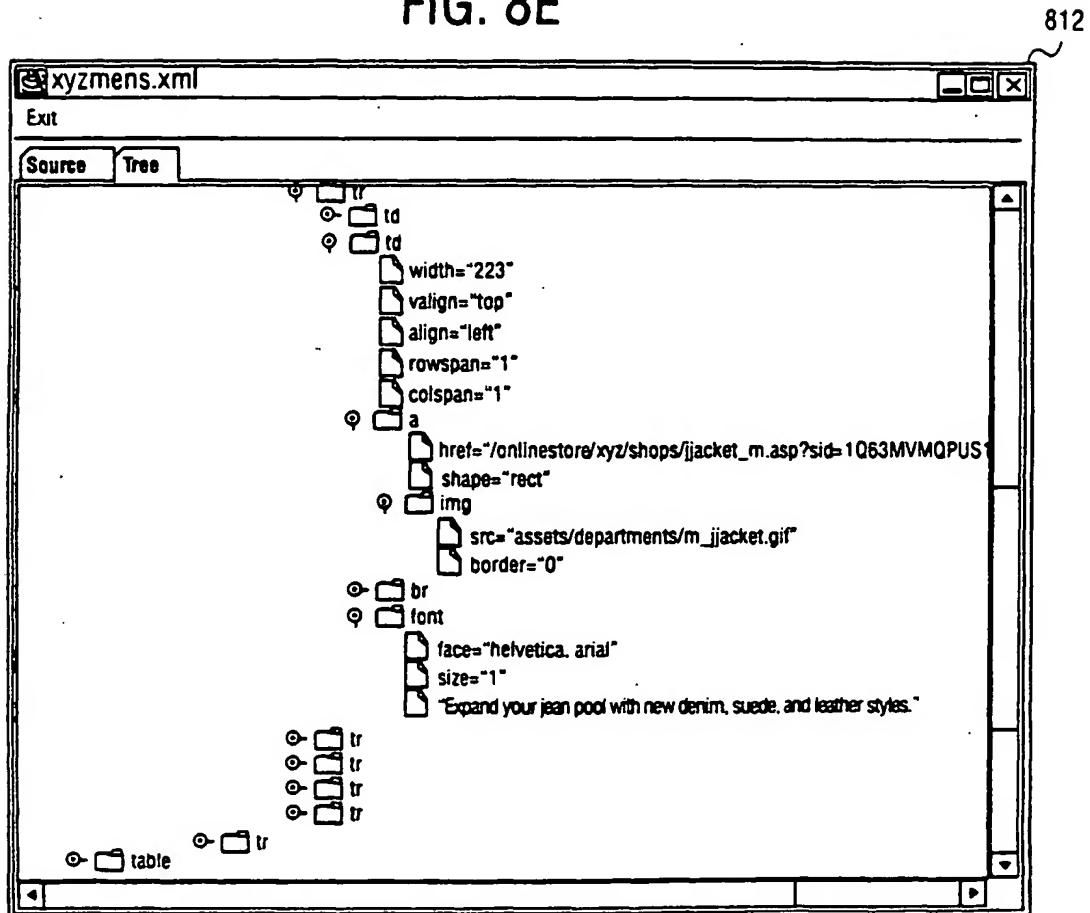 FIG. 8E
812
xyzmens.xml
Exit
Source Tree
tr
td
td
width="223"
valign="top"
align="left"
rowspan="1"
colspan="1"
a
href="/onlinestore/xyz/shops/jjacket_m.asp?sid=1Q63MVMQPUS1
shape="rect"
img
src="assets/departments/m_jjacket.gif"
border="0"
br
font
face="helvetica, arial"
size="1"
"Expand your jean pool with new denim, suede, and leather styles."
tr
tr
tr
tr
tr
table